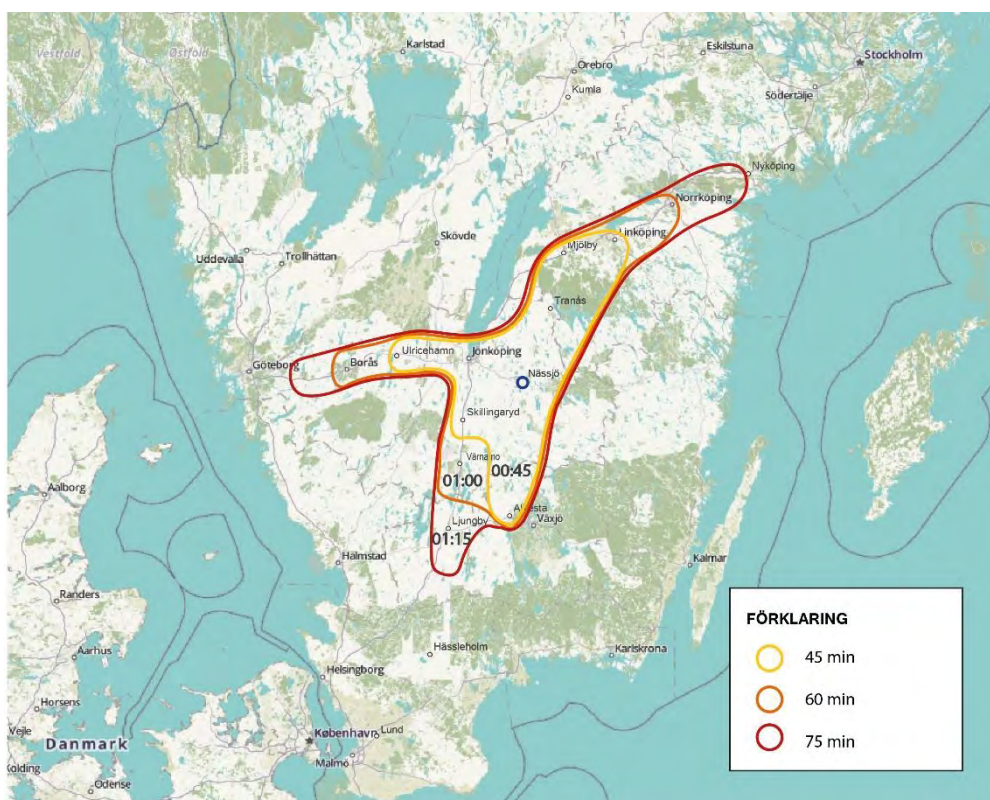 Vestfold
Østfold
Karlstad
Örebro
Kumla
Eskilstuna
Stockholm
Södertälje
Nyköping
Norrköping
Linköping
Mjölby
Skövde
Uddevalla
Trollhättan
Tranås
Göteborg
Borås
Ulricehamn
Jönköping
Nässjö
Skillingaryd
Värnamo
01:00
00:45
Ljungby
01:15
Växjö
Aalborg
Halmstad
Kalmar
Randers
Aarhus
Hässleholm
Karlskrona
Helsingborg
Horsens
Vejle
Danmark
København
Lund
Malmö
Kolding
Odense
FÖRKLARING
45 min
60 min
75 min